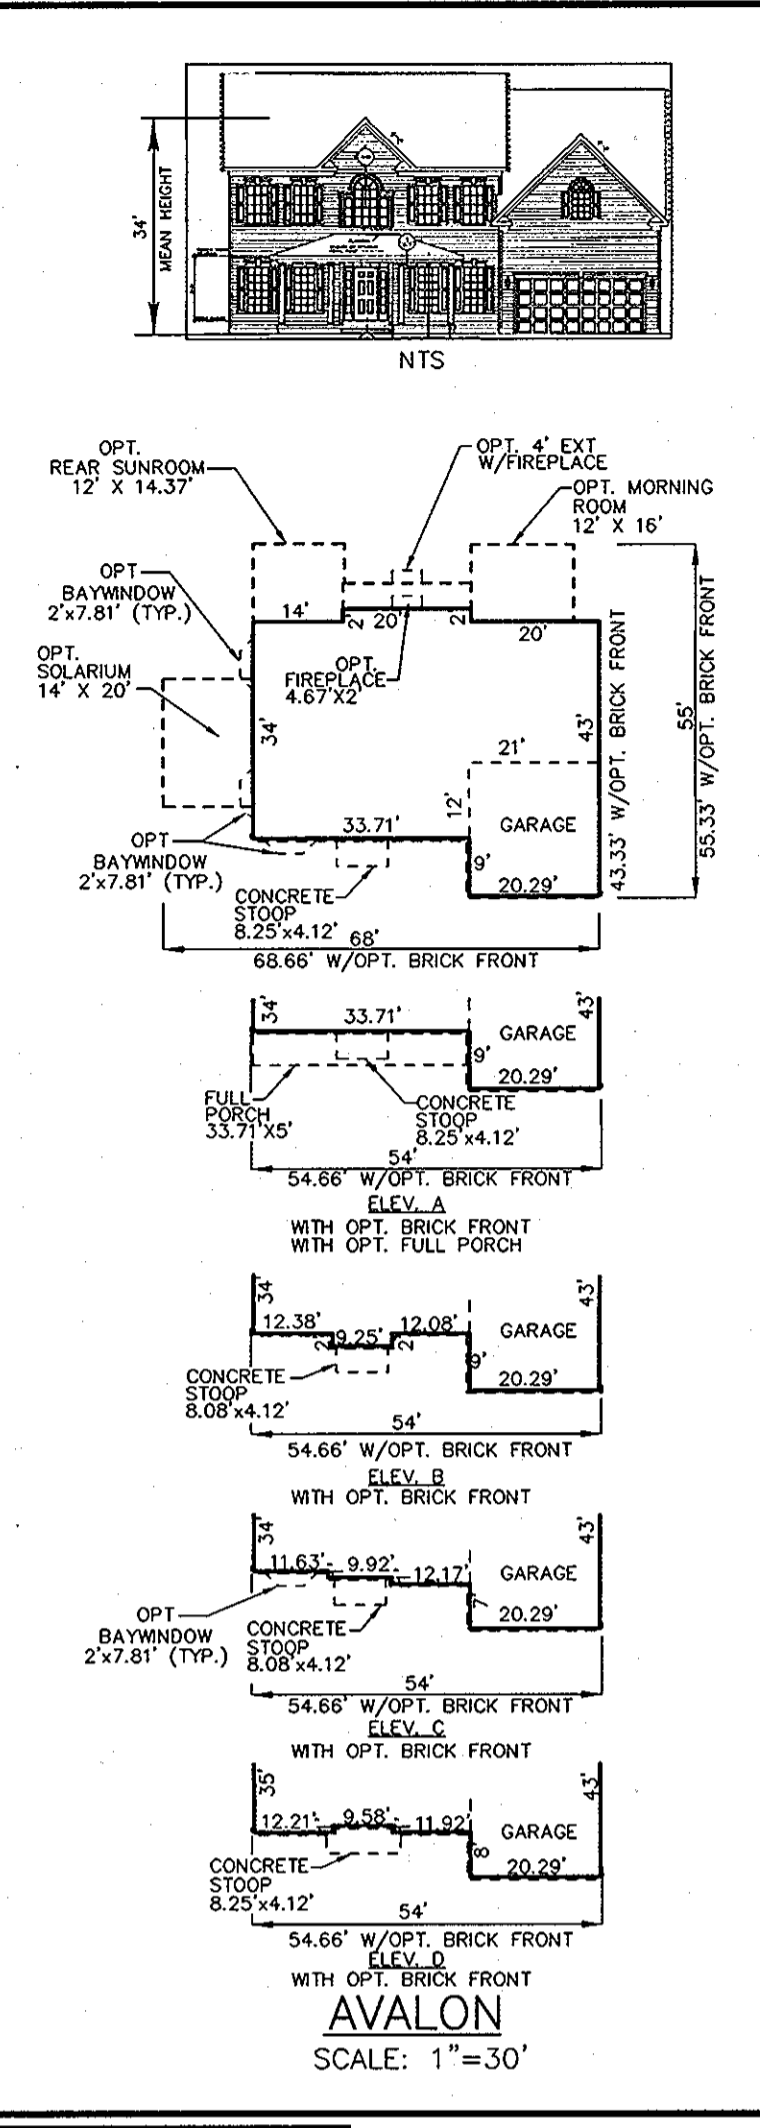 34'
MEAN HEIGHT
NTS
OPT.
REAR SUNROOM
12' X 14.37'
OPT. 4' EXT
W/FIREPLACE
OPT. MORNING
ROOM
12' X 16'
OPT
BAYWINDOW
2'x7.81' (TYP.)
14'
2'
20'
2'
20'
OPT.
SOLARIUM
14' X 20'
OPT.
FIREPLACE
4.67'X2'
34'
43'
43.33' W/OPT. BRICK FRONT
55'
55.33' W/OPT. BRICK FRONT
21'
12'
GARAGE
33.71'
9'
20.29'
OPT
BAYWINDOW
2'x7.81' (TYP.)
CONCRETE
STOOP
8.25'x4.12'
68'
68.66' W/OPT. BRICK FRONT
34'
33.71'
43'
GARAGE
9'
20.29'
FULL
PORCH
33.71'X5'
CONCRETE
STOOP
8.25'x4.12'
54'
54.66' W/OPT. BRICK FRONT
ELEV. A
WITH OPT. BRICK FRONT
WITH OPT. FULL PORCH
34
43'
12.38'
2'
9.25'
2'
12.08'
GARAGE
9'
20.29'
CONCRETE
STOOP
8.08'x4.12'
54'
54.66' W/OPT. BRICK FRONT
ELEV. B
WITH OPT. BRICK FRONT
34'
43'
11.63'
9.92'
12.17'
GARAGE
7'
20.29'
OPT
BAYWINDOW
2'x7.81' (TYP.)
CONCRETE
STOOP
8.08'x4.12'
54'
54.66' W/OPT. BRICK FRONT
ELEV. C
WITH OPT. BRICK FRONT
35'
43'
12.21'
9.58'
11.92'
GARAGE
8'
20.29'
CONCRETE
STOOP
8.25'x4.12'
54'
54.66' W/OPT. BRICK FRONT
ELEV. D
WITH OPT. BRICK FRONT
AVALON
SCALE: 1"=30'